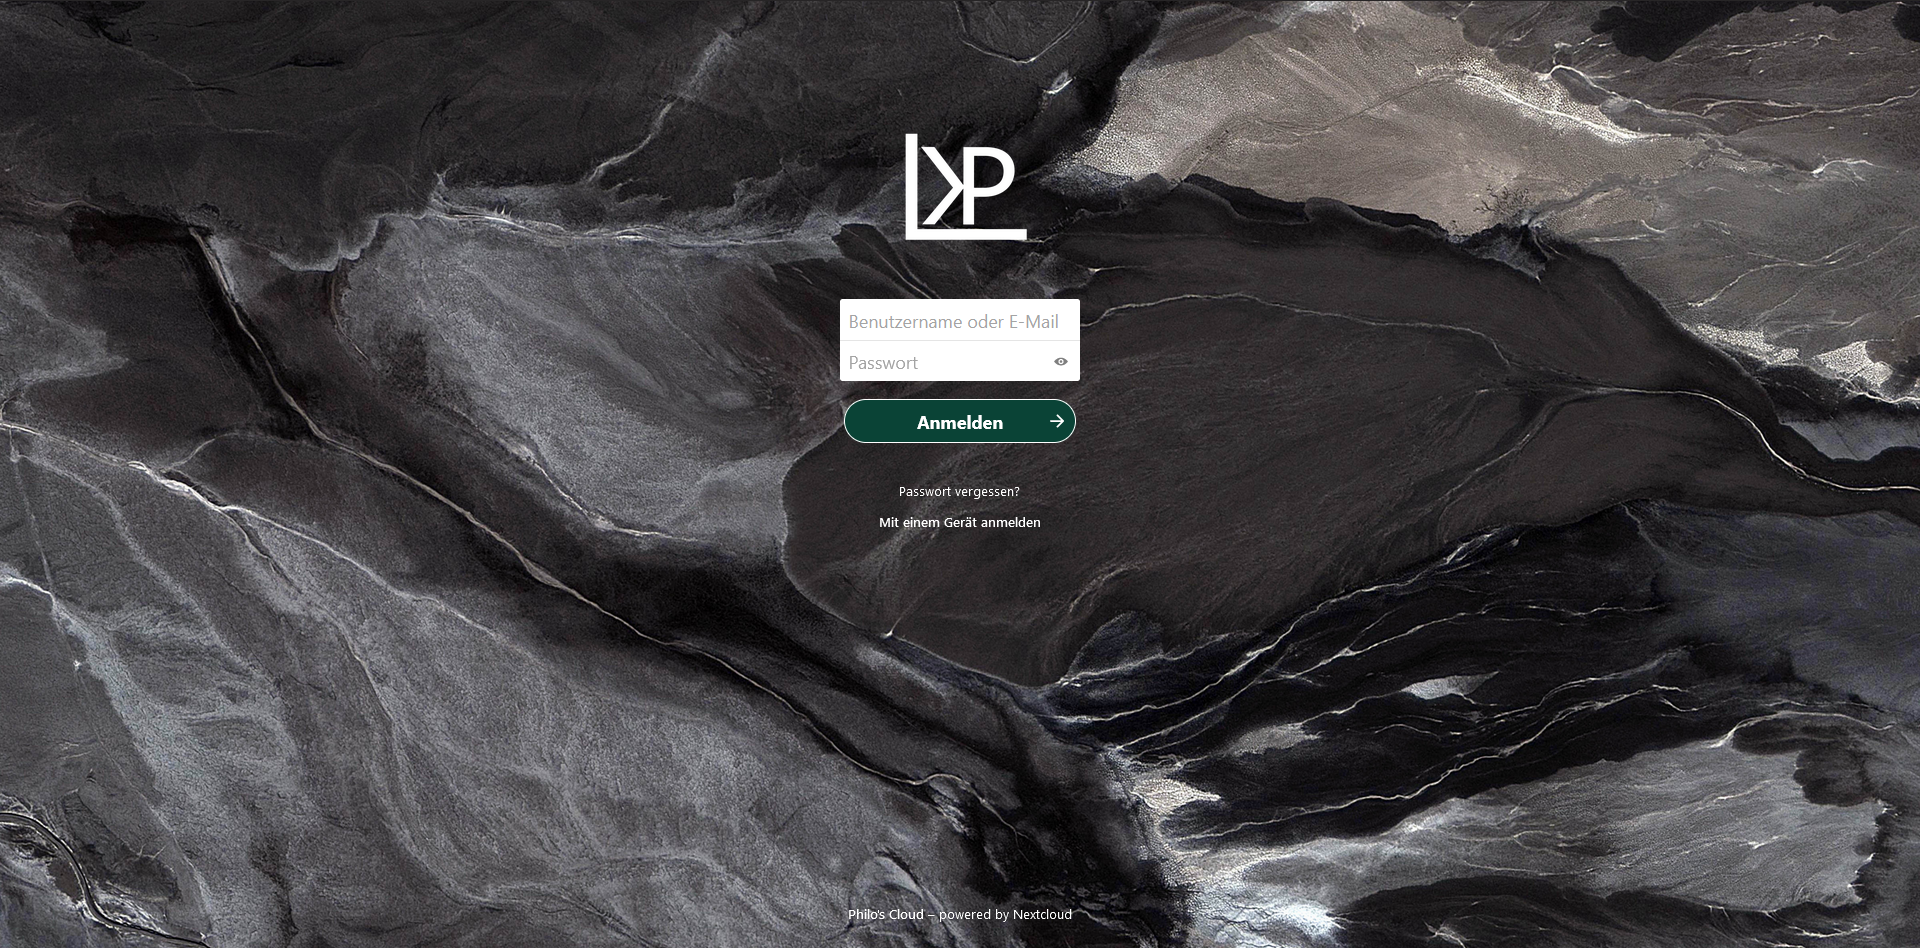 LKP
Benutzername oder E-Mail
Passwort
Anmelden
Passwort vergessen?
Mit einem Gerät anmelden
Philo's Cloud – powered by Nextcloud